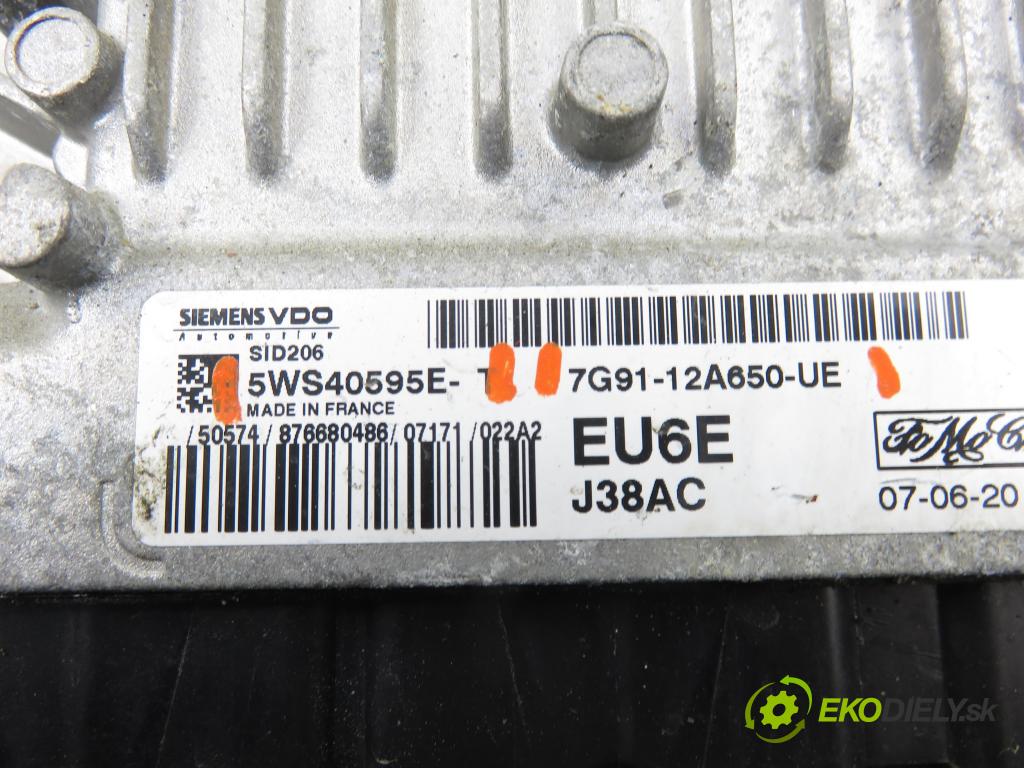 SIEMENS VDO
Automotive
SID206
5WS40595E- T
7G91-12A650-UE
MADE IN FRANCE
/50574/876680486/07171/022A2
EU6E
FoMoCo
J38AC
07-06-20
EKODIELY.sk